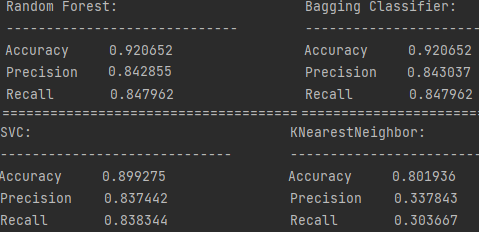 Random Forest: Bagging Classifier:
----------------------------- ----------------------
Accuracy 0.920652 Accuracy 0.920652
Precision 0.842855 Precision 0.843037
Recall 0.847962 Recall 0.847962
===========================================================
SVC: KNearestNeighbor:
----------------------------- ------------------------
Accuracy 0.899275 Accuracy 0.801936
Precision 0.837442 Precision 0.337843
Recall 0.838344 Recall 0.303667